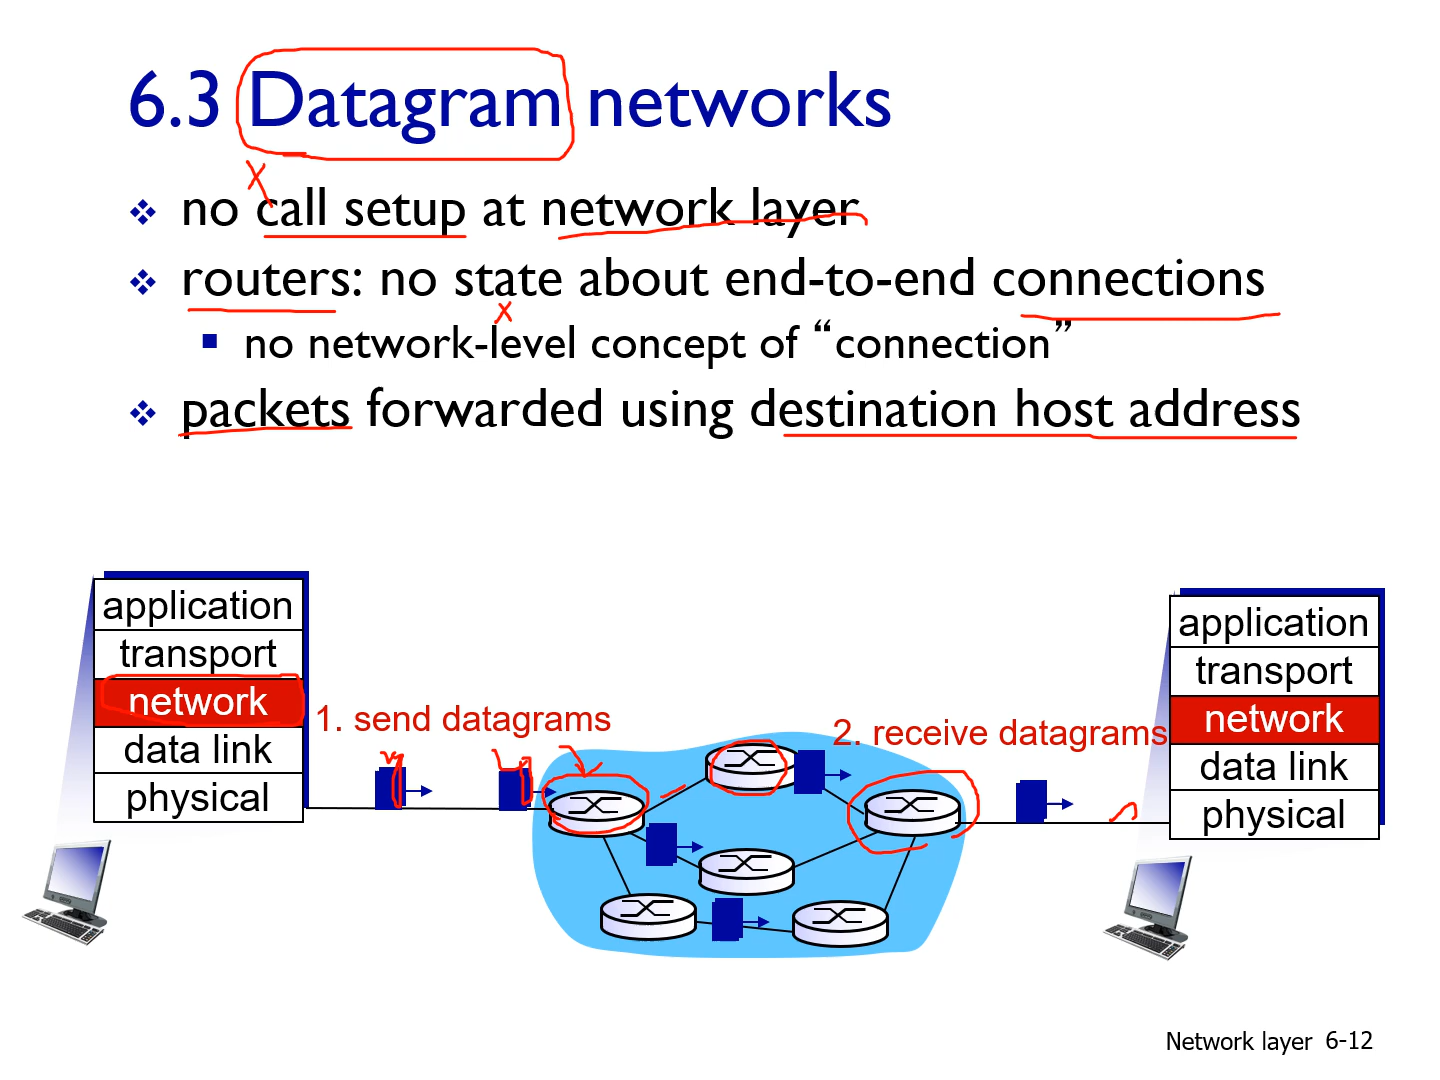 6.3 Datagram networks
no call setup at network layer
routers: no state about end-to-end connections
no network-level concept of “connection”
packets forwarded using destination host address
application
transport
network
data link
physical
1. send datagrams
2. receive datagrams
application
transport
network
data link
physical
Network layer 6-12